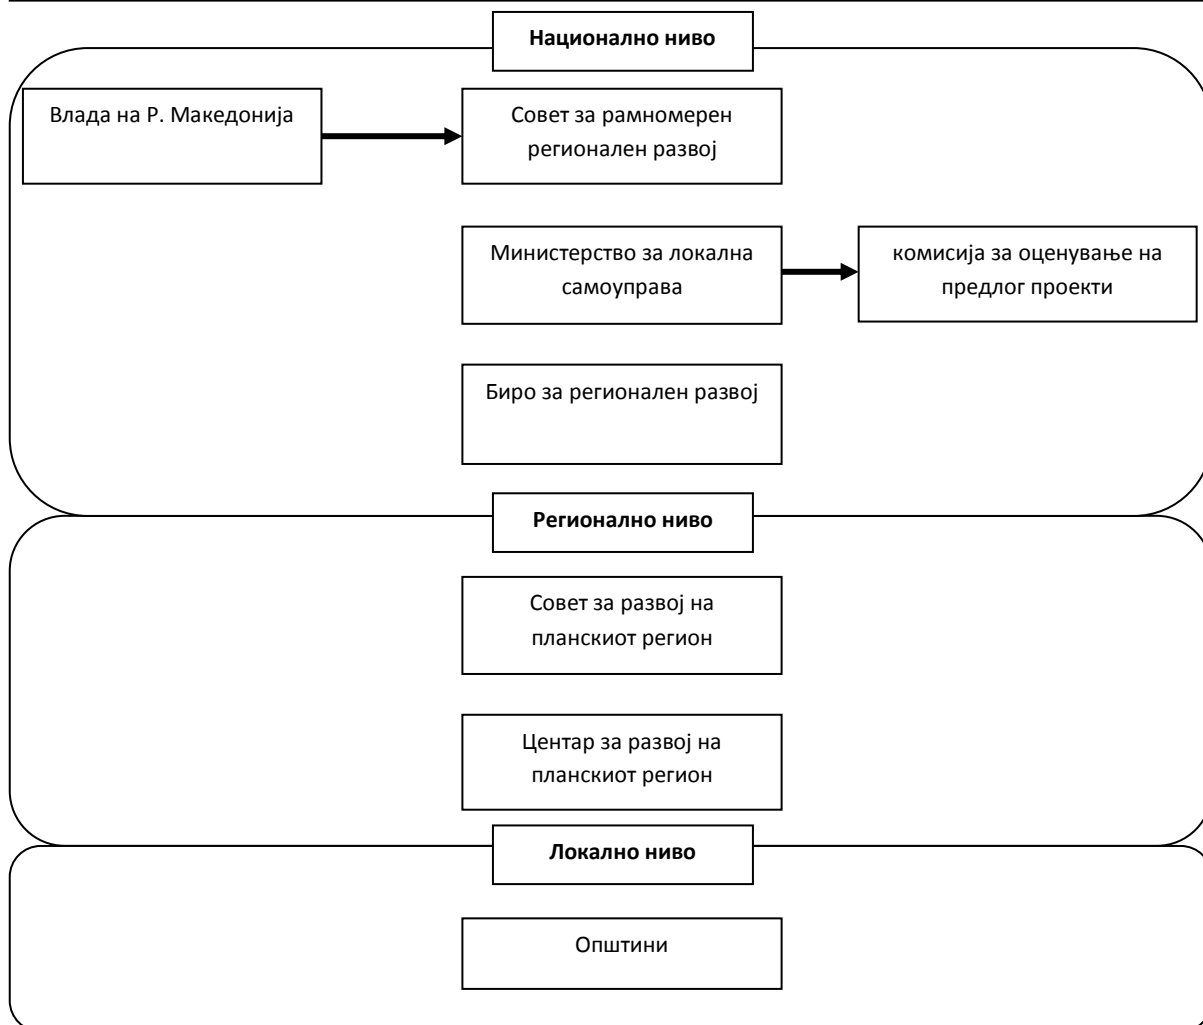 Национално ниво
Влада на Р. Македонија
Совет за рамномерен
регионален развој
Министерство за локална
самоуправа
комисија за оценување на
предлог проекти
Биро за регионален развој
Регионално ниво
Совет за развој на
планскиот регион
Центар за развој на
планскиот регион
Локално ниво
Општини